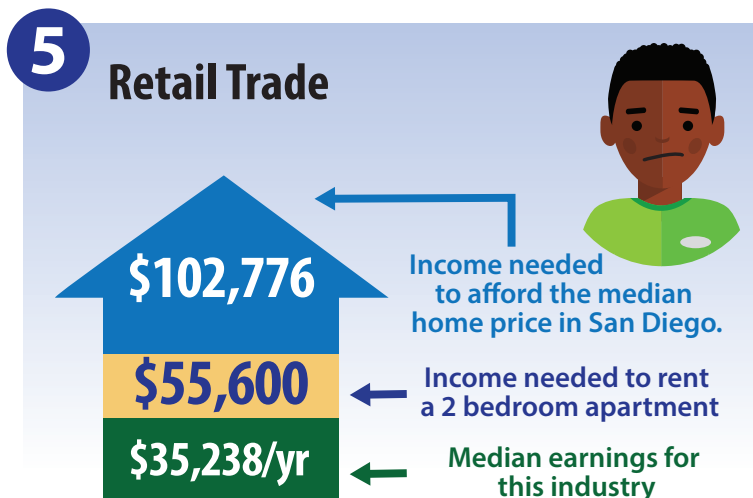 5
Retail Trade
$102,776
Income needed
to afford the median
home price in San Diego.
$55,600
Income needed to rent
a 2 bedroom apartment
$35,238/yr
Median earnings for
this industry